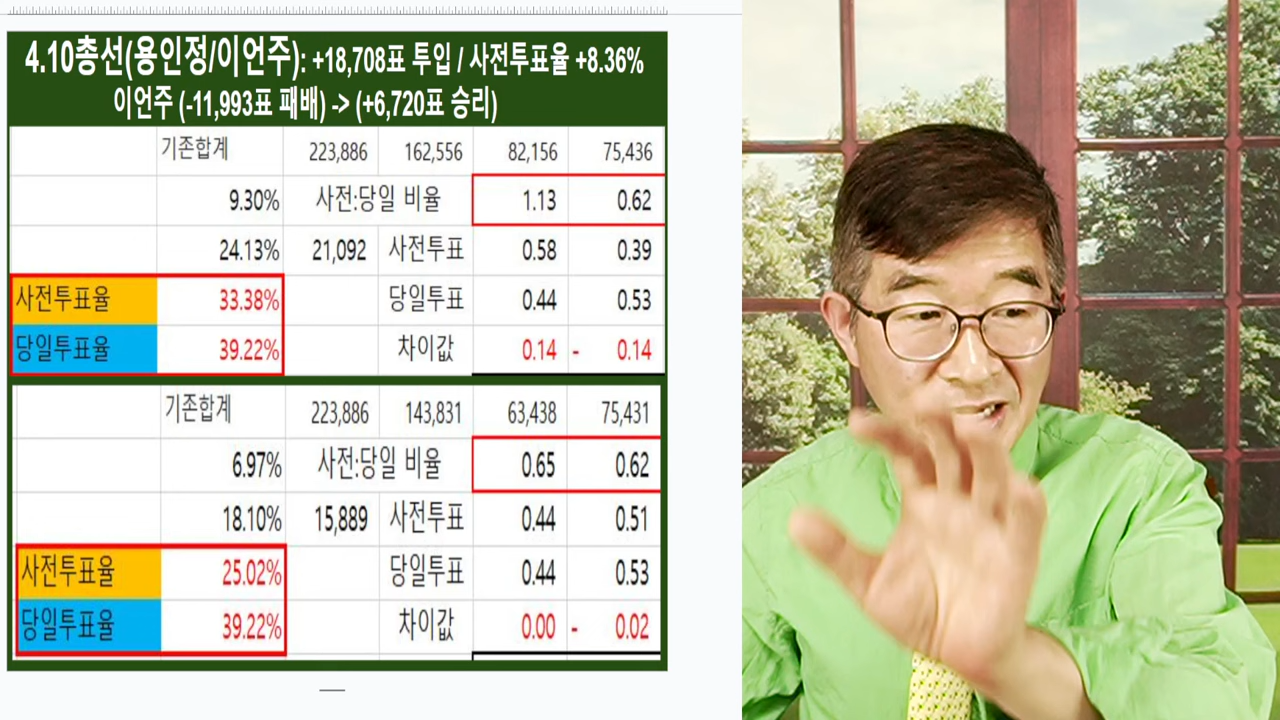 4.10총선(용인정/이언주): +18,708표 투입 / 사전투표율 +8.36%
이언주 (-11,993표 패배) -> (+6,720표 승리)
기존합계 223,886 162,556 82,156 75,436
9.30% 사전:당일 비율 1.13 0.62
24.13% 21,092 사전투표 0.58 0.39
사전투표율 33.38% 당일투표 0.44 0.53
당일투표율 39.22% 차이값 0.14 - 0.14
기존합계 223,886 143,831 63,438 75,431
6.97% 사전:당일 비율 0.65 0.62
18.10% 15,889 사전투표 0.44 0.51
사전투표율 25.02% 당일투표 0.44 0.53
당일투표율 39.22% 차이값 0.00 - 0.02